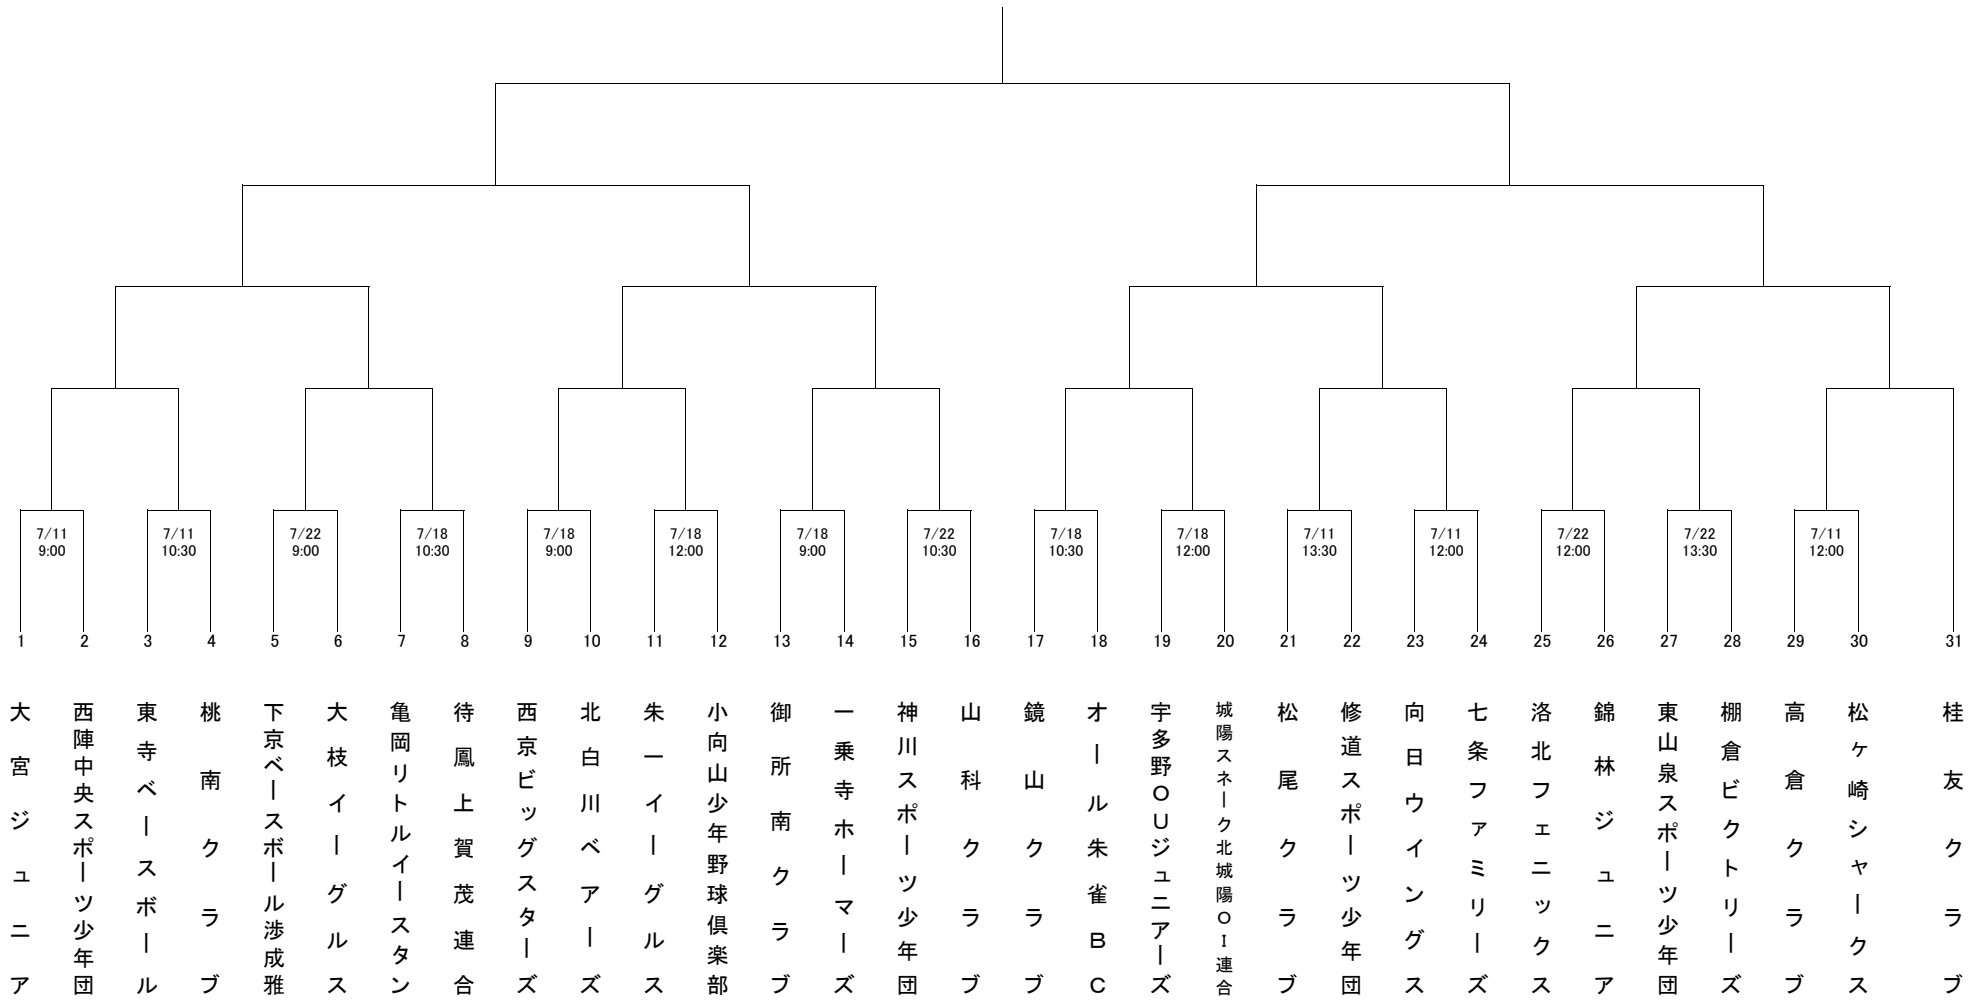 7/11
9:00
7/11
10:30
7/22
9:00
7/18
10:30
7/18
9:00
7/18
12:00
7/18
9:00
7/22
10:30
7/18
10:30
7/18
12:00
7/11
13:30
7/11
12:00
7/22
12:00
7/22
13:30
7/11
12:00
1 2 3 4 5 6 7 8 9 10 11 12 13 14 15 16 17 18 19 20 21 22 23 24 25 26 27 28 29 30 31
大宮ジュニア
西陣中央スポーツ少年団
東寺ベースボール
桃南クラブ
下京ベースボール渉成雅
大枝イーグルス
亀岡リトルイースタン
待鳳上賀茂連合
西京ビッグスターズ
北白川ベアーズ
朱一イーグルス
小向山少年野球倶楽部
御所南クラブ
一乗寺ホーマーズ
神川スポーツ少年団
山科クラブ
鏡山クラブ
オール朱雀BC
宇多野OUジュニアーズ
城陽スネーク北城陽OI連合
松尾クラブ
修道スポーツ少年団
向日ウイングス
七条ファミリーズ
洛北フェニックス
錦林ジュニア
東山泉スポーツ少年団
棚倉ビクトリーズ
高倉クラブ
松ヶ崎シャークス
桂友クラブ